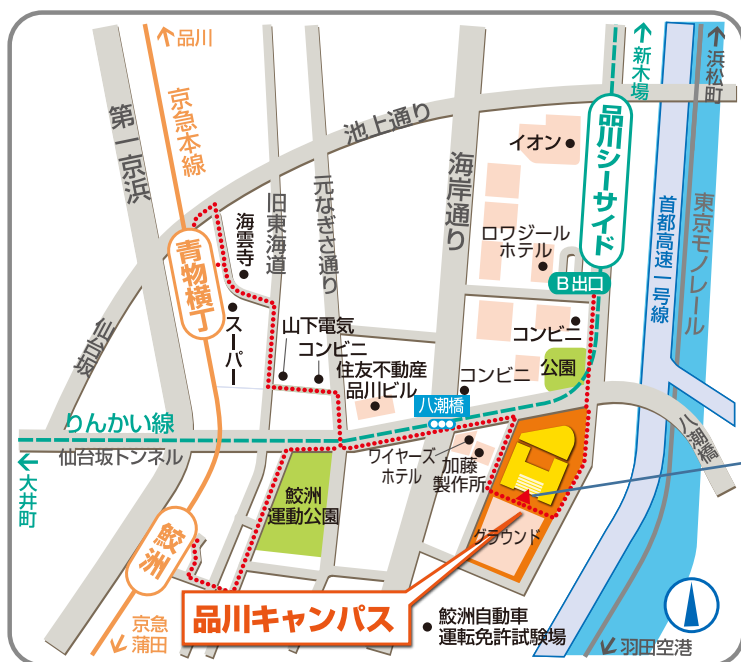 品川
京急本線
第一京浜
池上通り
旧東海道
元なぎさ通り
海岸通り
イオン
新木場
浜松町
品川シーサイド
首都高速一号線
東京モノレール
ロワジール
ホテル
B出口
海雲寺
青物横丁
スーパー
仙台坂
山下電気
コンビニ
住友不動産
品川ビル
コンビニ
コンビニ
公園
八潮橋
八潮橋
りんかい線
仙台坂トンネル
大井町
ワイヤーズ
ホテル
加藤
製作所
鮫洲
運動公園
グラウンド
鮫洲
品川キャンパス
京急
蒲田
鮫洲自動車
運転免許試験場
羽田空港